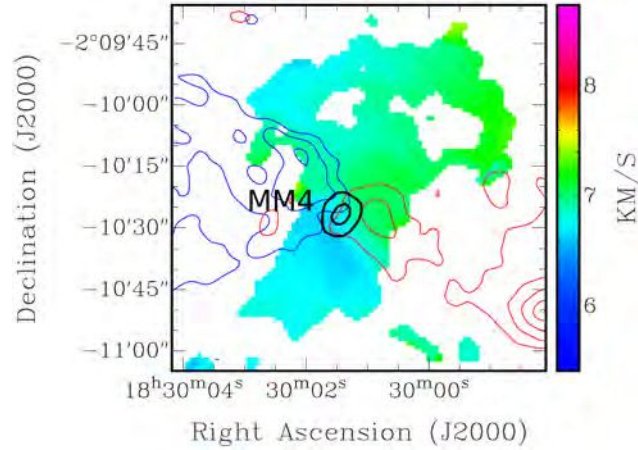 -2°09′45″
-10′00″
-10′15″
-10′30″
-10′45″
-11′00″
Declination (J2000)
MM4
18ʰ30ᵐ04ˢ
30ᵐ02ˢ
30ᵐ00ˢ
Right Ascension (J2000)
8
7
6
KM/S